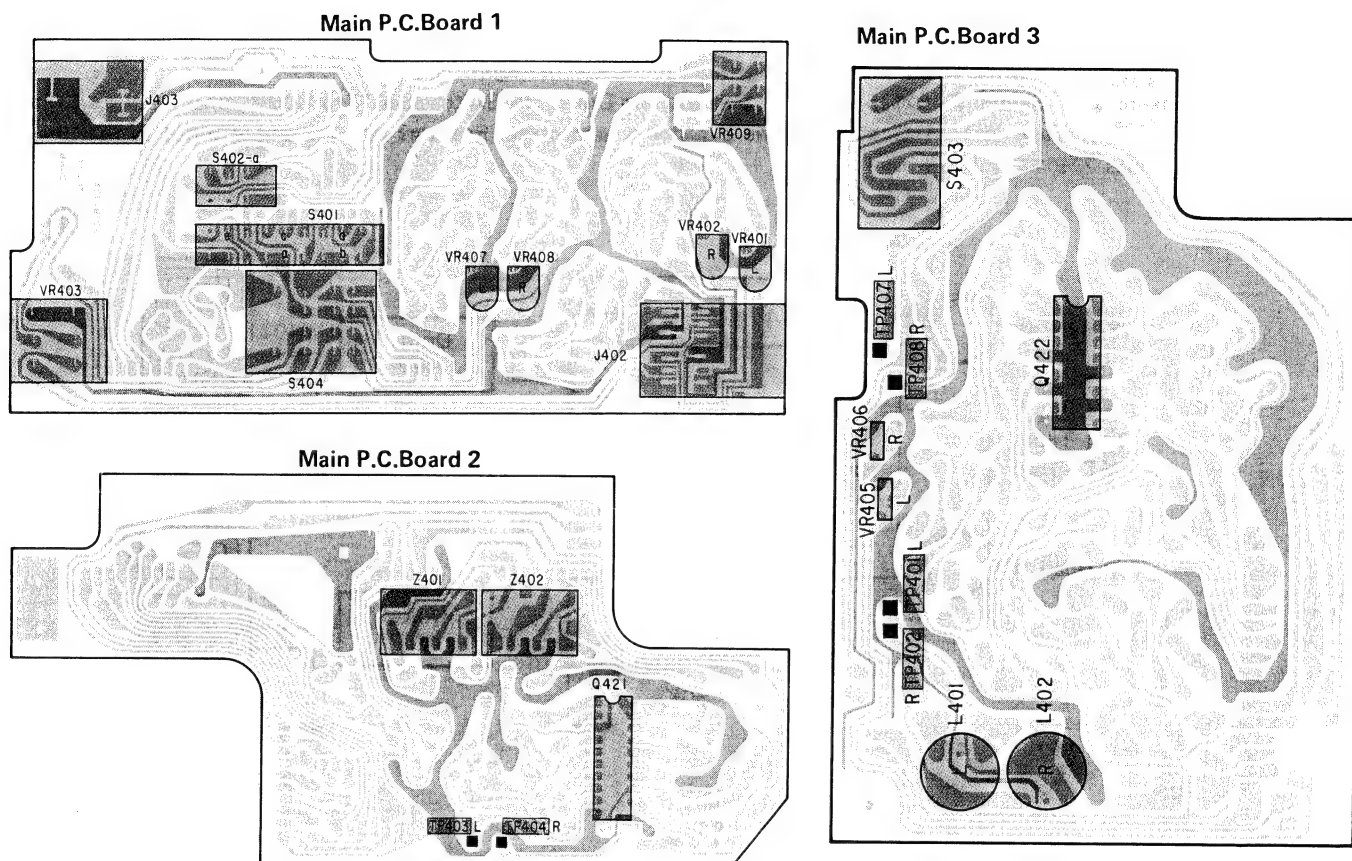 Main P.C.Board 1
J403
VR409
S402-a
S401
a a
a b
VR402
R
VR401
L
VR407
L
VR408
R
VR403
S404
J402
Main P.C.Board 2
Z401 Z402
Q421
TP403 L
TP404 R
Main P.C.Board 3
S403
TP407 L
TP408 R
Q422
VR406
R
VR405
L
TP401 L
TP402
R
L401
L
L402
R